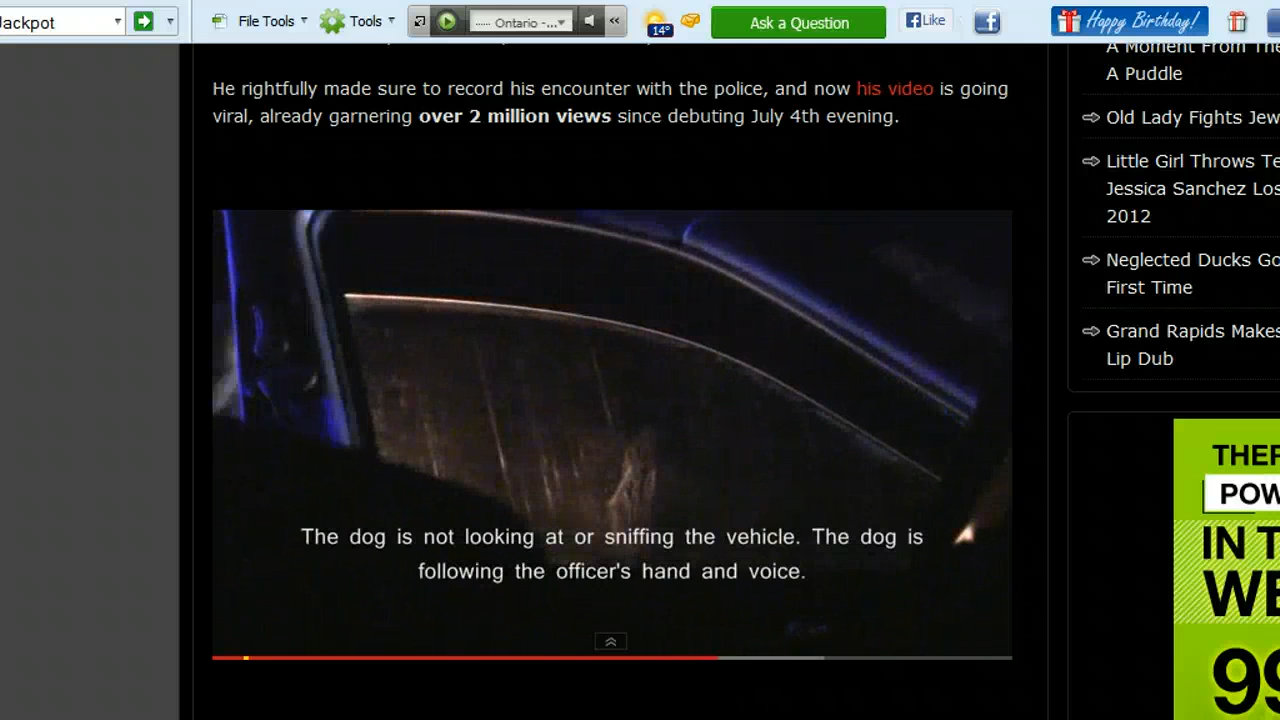 Jackpot
File Tools
Tools
..... Ontario -...
14°
Ask a Question
Like
Happy Birthday!
He rightfully made sure to record his encounter with the police, and now his video is going
viral, already garnering over 2 million views since debuting July 4th evening.
The dog is not looking at or sniffing the vehicle. The dog is
following the officer's hand and voice.
A Moment From The
A Puddle
Old Lady Fights Jew
Little Girl Throws Te
Jessica Sanchez Los
2012
Neglected Ducks Go
First Time
Grand Rapids Makes
Lip Dub
THER
POW
IN T
WE
99